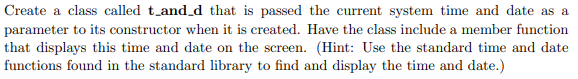 Create a class called t_and_d that is passed the current system time and date as a
parameter to its constructor when it is created. Have the class include a member function
that displays this time and date on the screen. (Hint: Use the standard time and date
functions found in the standard library to find and display the time and date.)